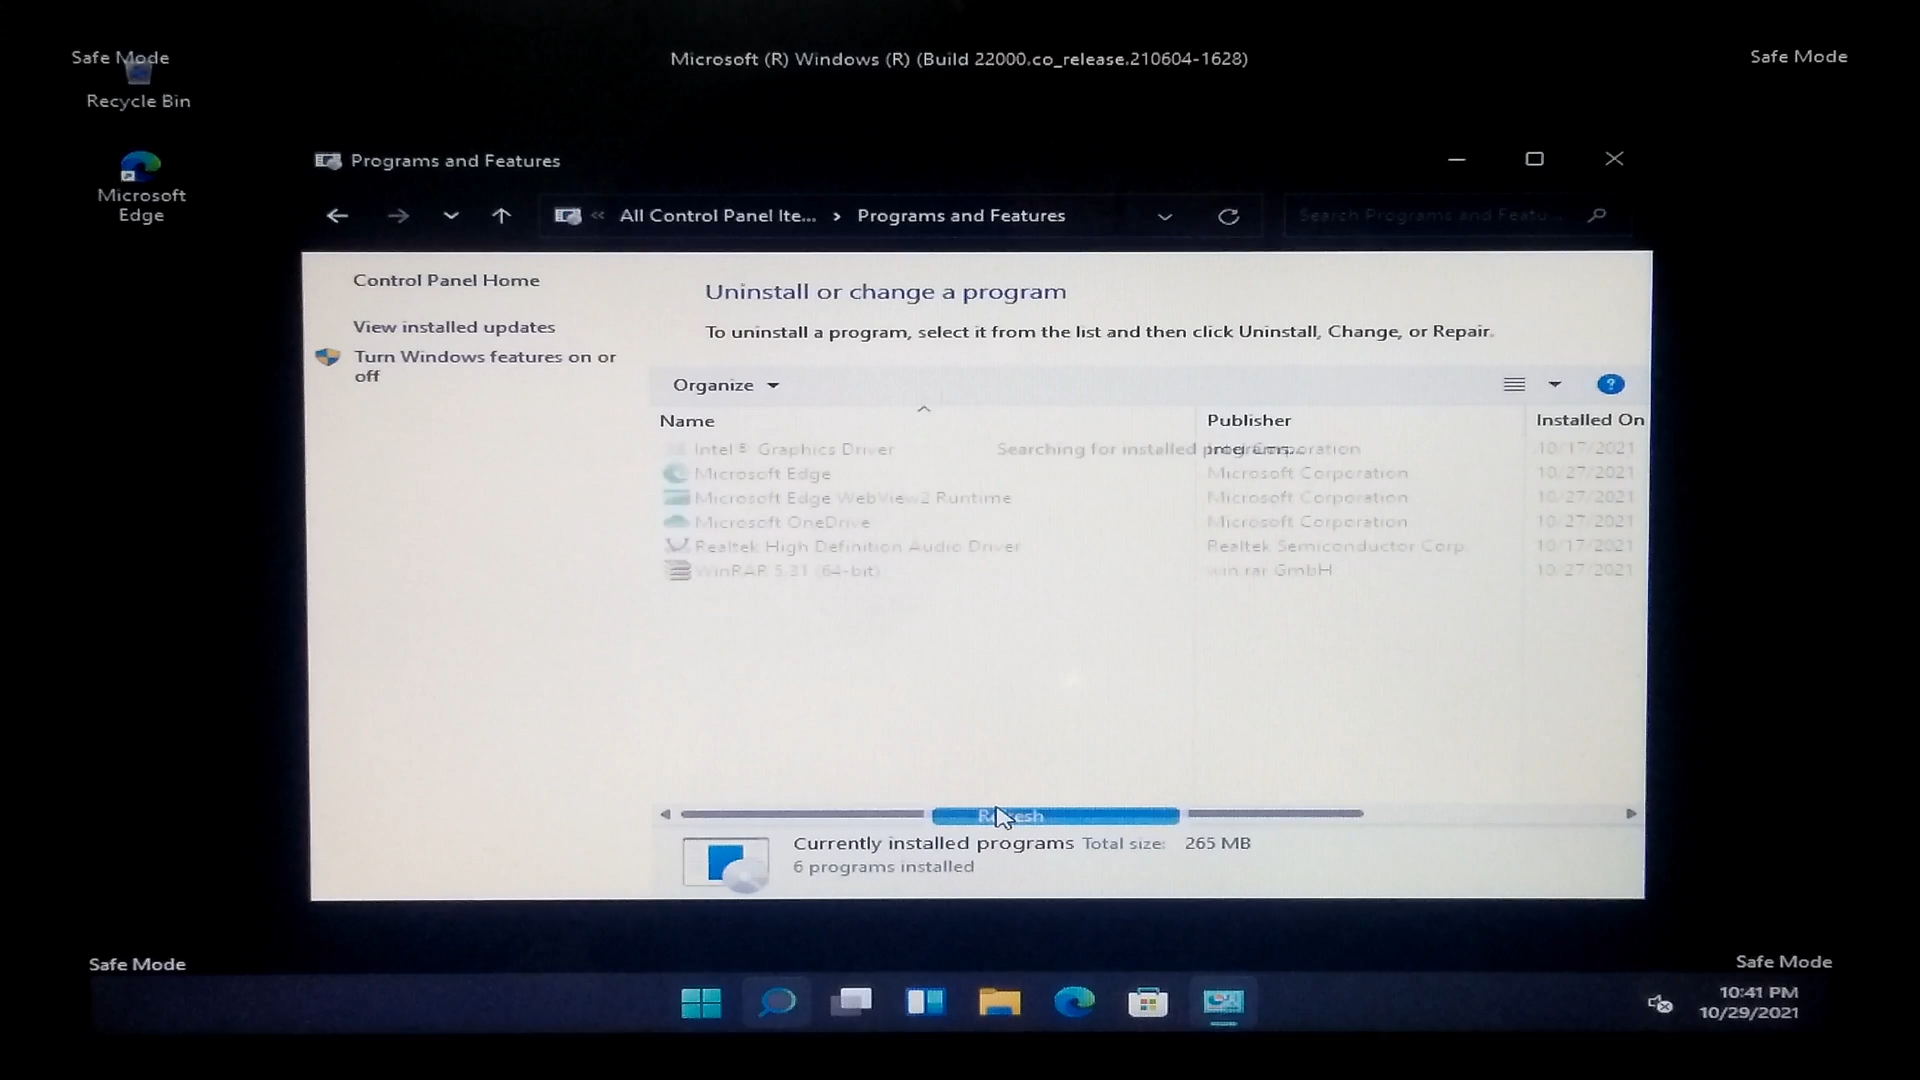 Safe Mode
Microsoft (R) Windows (R) (Build 22000.co_release.210604-1628)
Safe Mode
Recycle Bin
Microsoft
Edge
Programs and Features
« All Control Panel Ite... › Programs and Features
Search Programs and Featu...
Control Panel Home
View installed updates
Turn Windows features on or
off
Uninstall or change a program
To uninstall a program, select it from the list and then click Uninstall, Change, or Repair.
Organize
?
Name Publisher Installed On
Intel® Graphics Driver Searching for installed programs... Intel Corporation 10/17/2021
Microsoft Edge Microsoft Corporation 10/27/2021
Microsoft Edge WebView2 Runtime Microsoft Corporation 10/27/2021
Microsoft OneDrive Microsoft Corporation 10/27/2021
Realtek High Definition Audio Driver Realtek Semiconductor Corp. 10/17/2021
WinRAR 5.31 (64-bit) win.rar GmbH 10/27/2021
Refresh
Currently installed programs Total size: 265 MB
6 programs installed
Safe Mode
Safe Mode
10:41 PM
10/29/2021